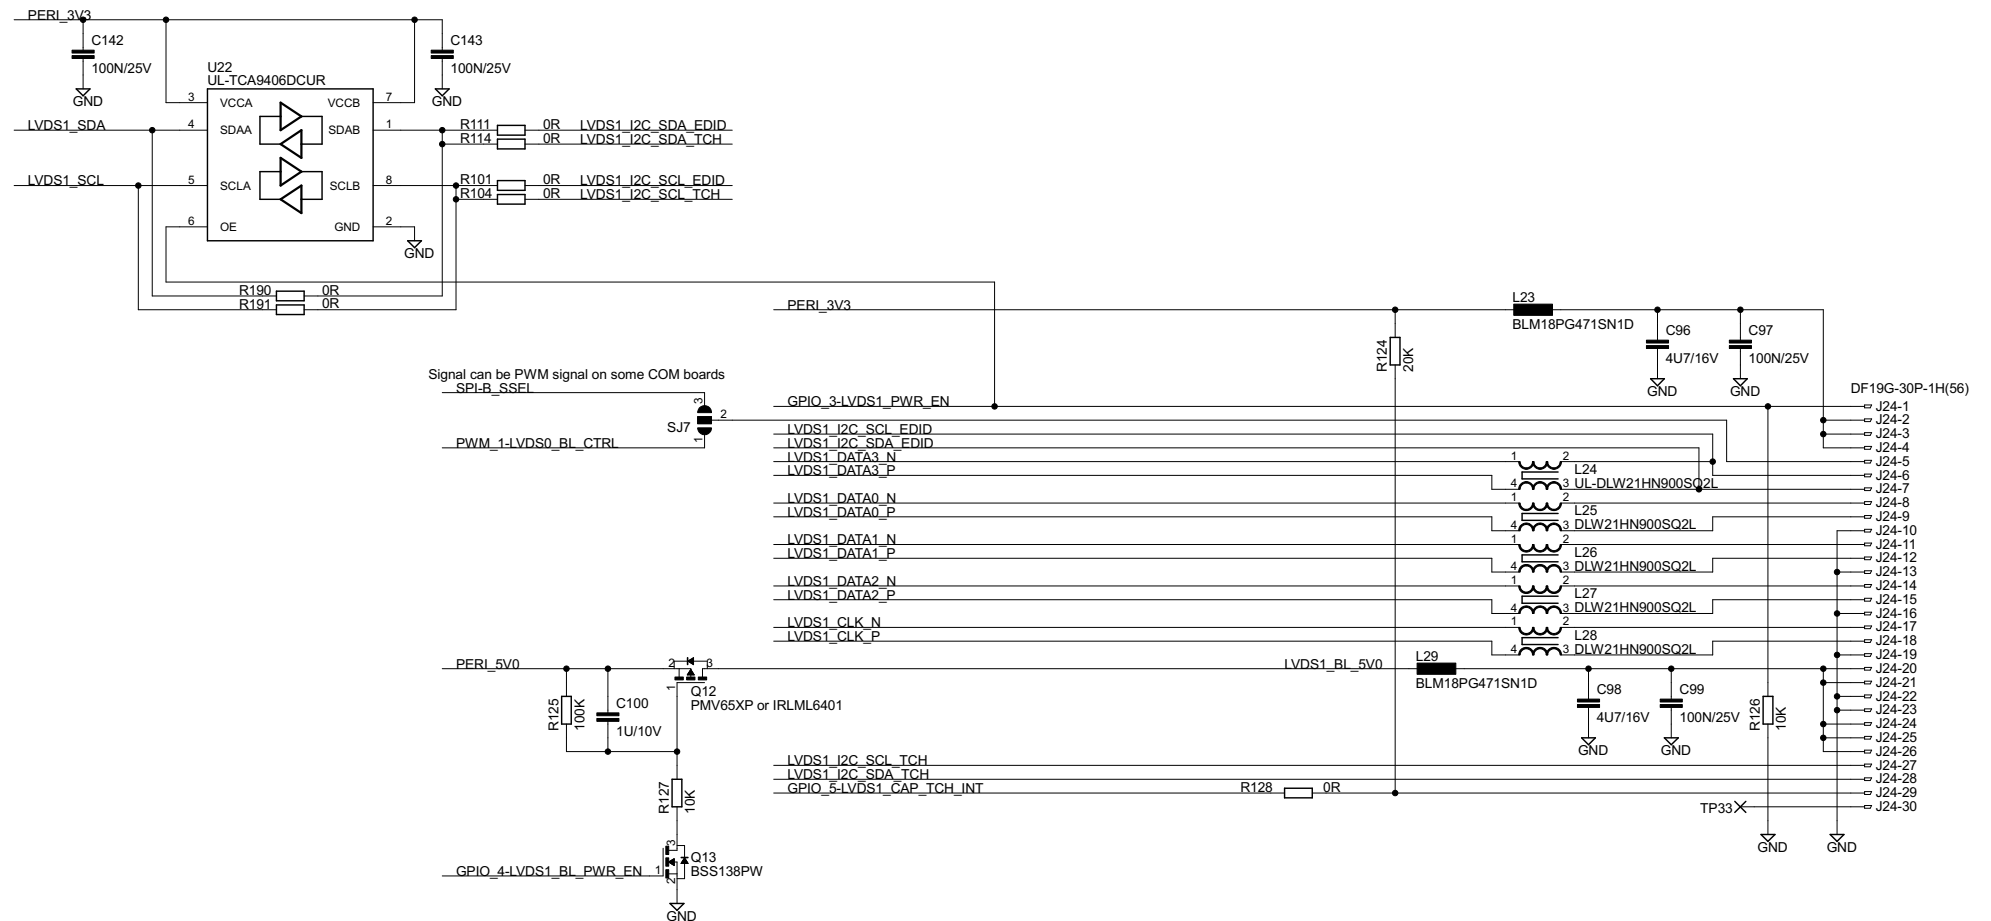 PERI_3V3
C142
100N/25V
GND
C143
100N/25V
GND
U22
UL-TCA9406DCUR
3 VCCA VCCB 7
LVDS1_SDA 4 SDAA SDAB 1
R111 0R LVDS1_I2C_SDA_EDID
R114 0R LVDS1_I2C_SDA_TCH
LVDS1_SCL 5 SCLA SCLB 8
R101 0R LVDS1_I2C_SCL_EDID
R104 0R LVDS1_I2C_SCL_TCH
6 OE GND 2
GND
R190 0R
R191 0R
PERI_3V3
L23
BLM18PG471SN1D
R124
20K
C96
4U7/16V
GND
C97
100N/25V
GND
Signal can be PWM signal on some COM boards
SPI-B_SSEL
3
SJ7 2
1
PWM_1-LVDS0_BL_CTRL
GPIO_3-LVDS1_PWR_EN
LVDS1_I2C_SCL_EDID
LVDS1_I2C_SDA_EDID
LVDS1_DATA3_N
LVDS1_DATA3_P
LVDS1_DATA0_N
LVDS1_DATA0_P
LVDS1_DATA1_N
LVDS1_DATA1_P
LVDS1_DATA2_N
LVDS1_DATA2_P
LVDS1_CLK_N
LVDS1_CLK_P
1 2
L24
4 3 UL-DLW21HN900SQ2L
1 2
L25
4 3 DLW21HN900SQ2L
1 2
L26
4 3 DLW21HN900SQ2L
1 2
L27
4 3 DLW21HN900SQ2L
1 2
L28
4 3 DLW21HN900SQ2L
DF19G-30P-1H(56)
J24-1
J24-2
J24-3
J24-4
J24-5
J24-6
J24-7
J24-8
J24-9
J24-10
J24-11
J24-12
J24-13
J24-14
J24-15
J24-16
J24-17
J24-18
J24-19
J24-20
J24-21
J24-22
J24-23
J24-24
J24-25
J24-26
J24-27
J24-28
J24-29
J24-30
PERI_5V0
2 3
1
Q12
PMV65XP or IRLML6401
R125
100K
C100
1U/10V
LVDS1_BL_5V0
L29
BLM18PG471SN1D
C98
4U7/16V
GND
C99
100N/25V
GND
R126
10K
LVDS1_I2C_SCL_TCH
LVDS1_I2C_SDA_TCH
GPIO_5-LVDS1_CAP_TCH_INT
R128 0R
TP33
GND
GND
R127
10K
3
Q13
BSS138PW
GPIO_4-LVDS1_BL_PWR_EN 1
2
GND